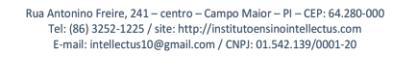 Rua Antonino Freire, 241 – centro – Campo Maior – PI – CEP: 64.280-000
Tel: (86) 3252-1225 / site: http://institutoensinointellectus.com
E-mail: intellectus10@gmail.com / CNPJ: 01.542.139/0001-20